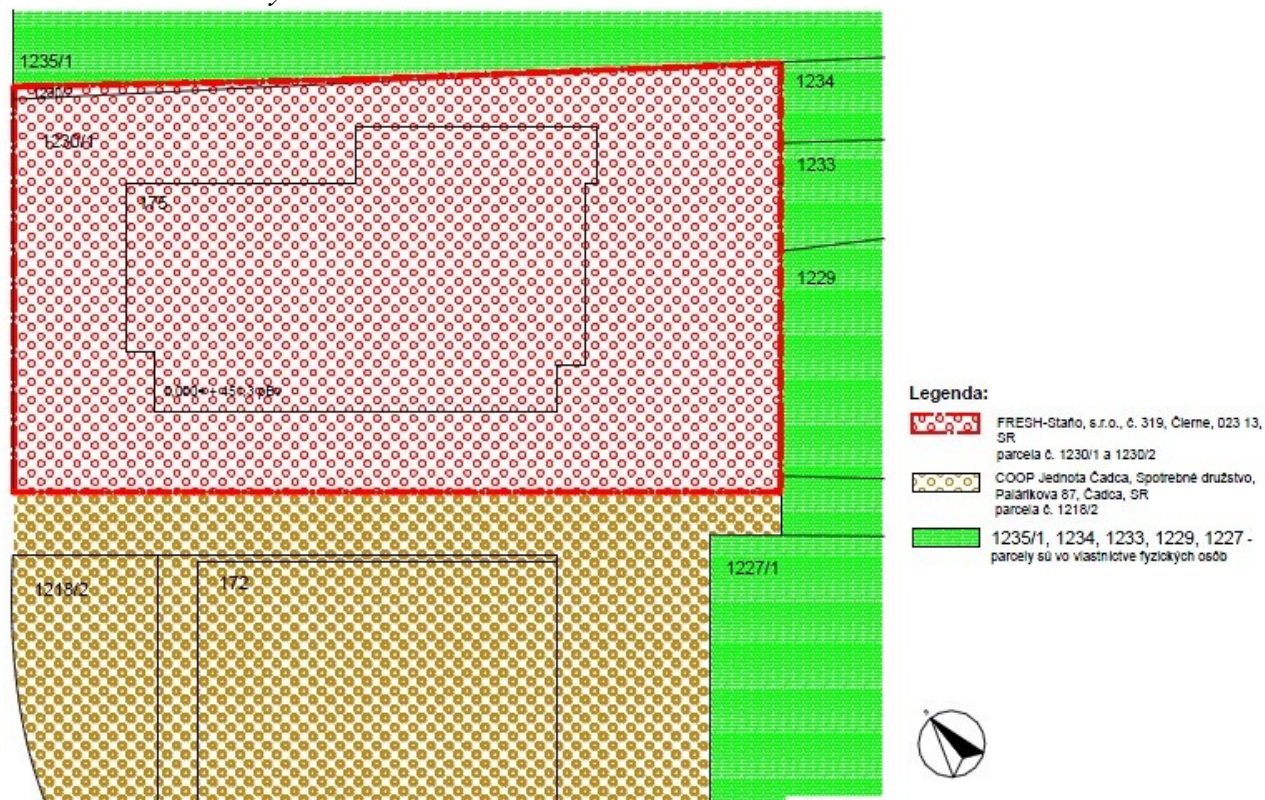 1235/1
1234
1230/2
1230/1
1233
175
1229
Legenda:
FRESH-Staňo, s.r.o., č. 319, Čierne, 023 13,
SR
parcela č. 1230/1 a 1230/2
COOP Jednota Čadca, Spotrebné družstvo,
Palárikova 87, Čadca, SR
parcela č. 1218/2
1235/1, 1234, 1233, 1229, 1227 -
parcely sú vo vlastníctve fyzických osôb
1227/1
172
1218/2